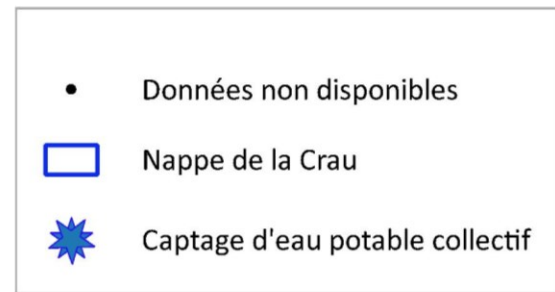 Données non disponibles
Nappe de la Crau
Captage d'eau potable collectif